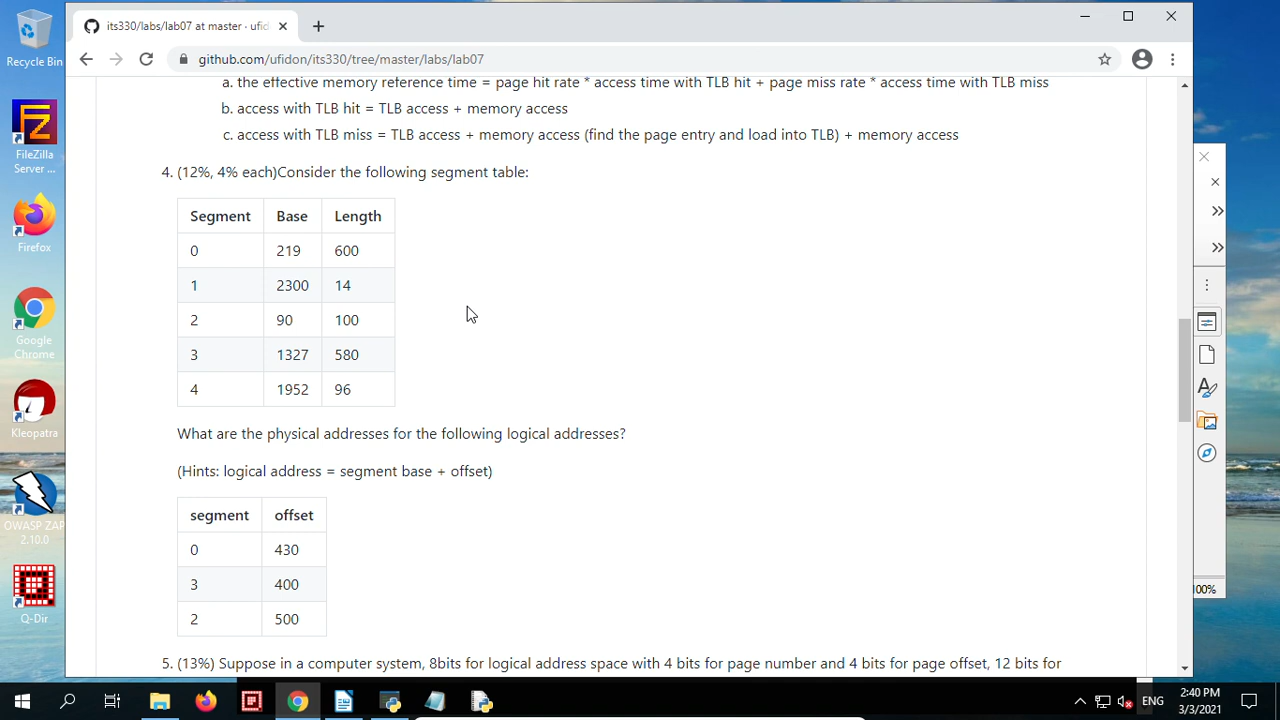 Recycle Bin
FileZilla
Server ...
Firefox
Google
Chrome
Kleopatra
OWASP ZAP
2.10.0
Q-Dir
its330/labs/lab07 at master · ufid
github.com/ufidon/its330/tree/master/labs/lab07
a. the effective memory reference time = page hit rate * access time with TLB hit + page miss rate * access time with TLB miss
b. access with TLB hit = TLB access + memory access
c. access with TLB miss = TLB access + memory access (find the page entry and load into TLB) + memory access
4. (12%, 4% each)Consider the following segment table:
Segment Base Length
0 219 600
1 2300 14
2 90 100
3 1327 580
4 1952 96
What are the physical addresses for the following logical addresses?
(Hints: logical address = segment base + offset)
segment offset
0 430
3 400
2 500
5. (13%) Suppose in a computer system, 8bits for logical address space with 4 bits for page number and 4 bits for page offset, 12 bits for
100%
ENG
2:40 PM
3/3/2021